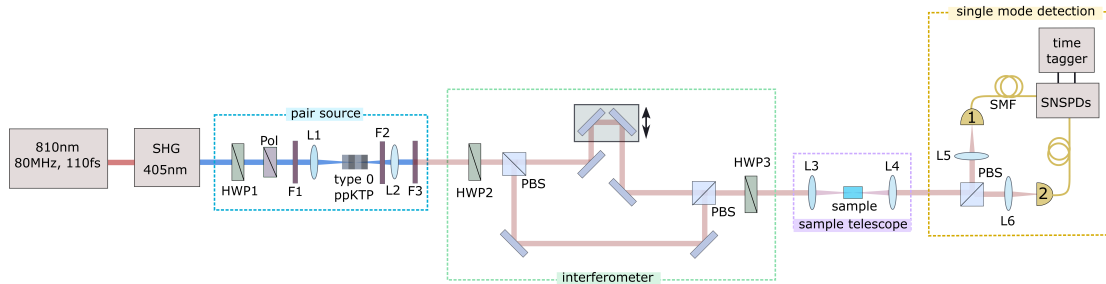 single mode detection
time
tagger
SMF
SNSPDs
1
pair source
810nm
80MHz, 110fs
SHG
405nm
HWP1
Pol
F1
L1
type 0
ppKTP
F2
L2
F3
HWP2
PBS
PBS
HWP3
interferometer
L3
sample
L4
sample telescope
L5
PBS
L6
2